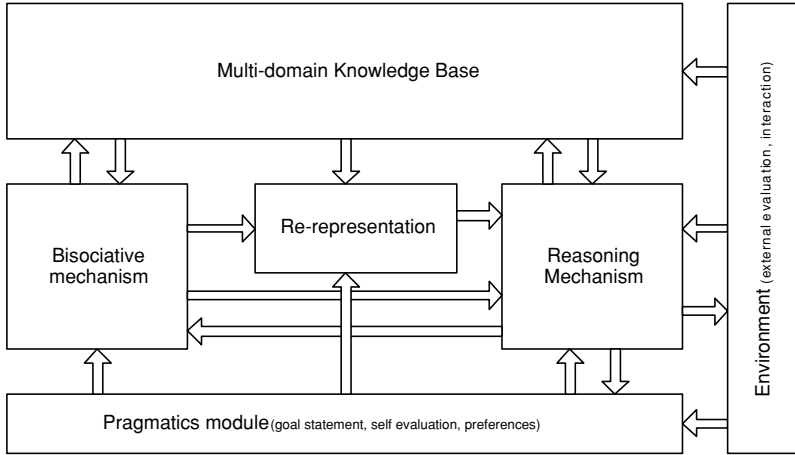 Multi-domain Knowledge Base
Bisociative
mechanism
Re-representation
Reasoning
Mechanism
Pragmatics module (goal statement, self evaluation, preferences)
Environment (external evaluation, interaction)